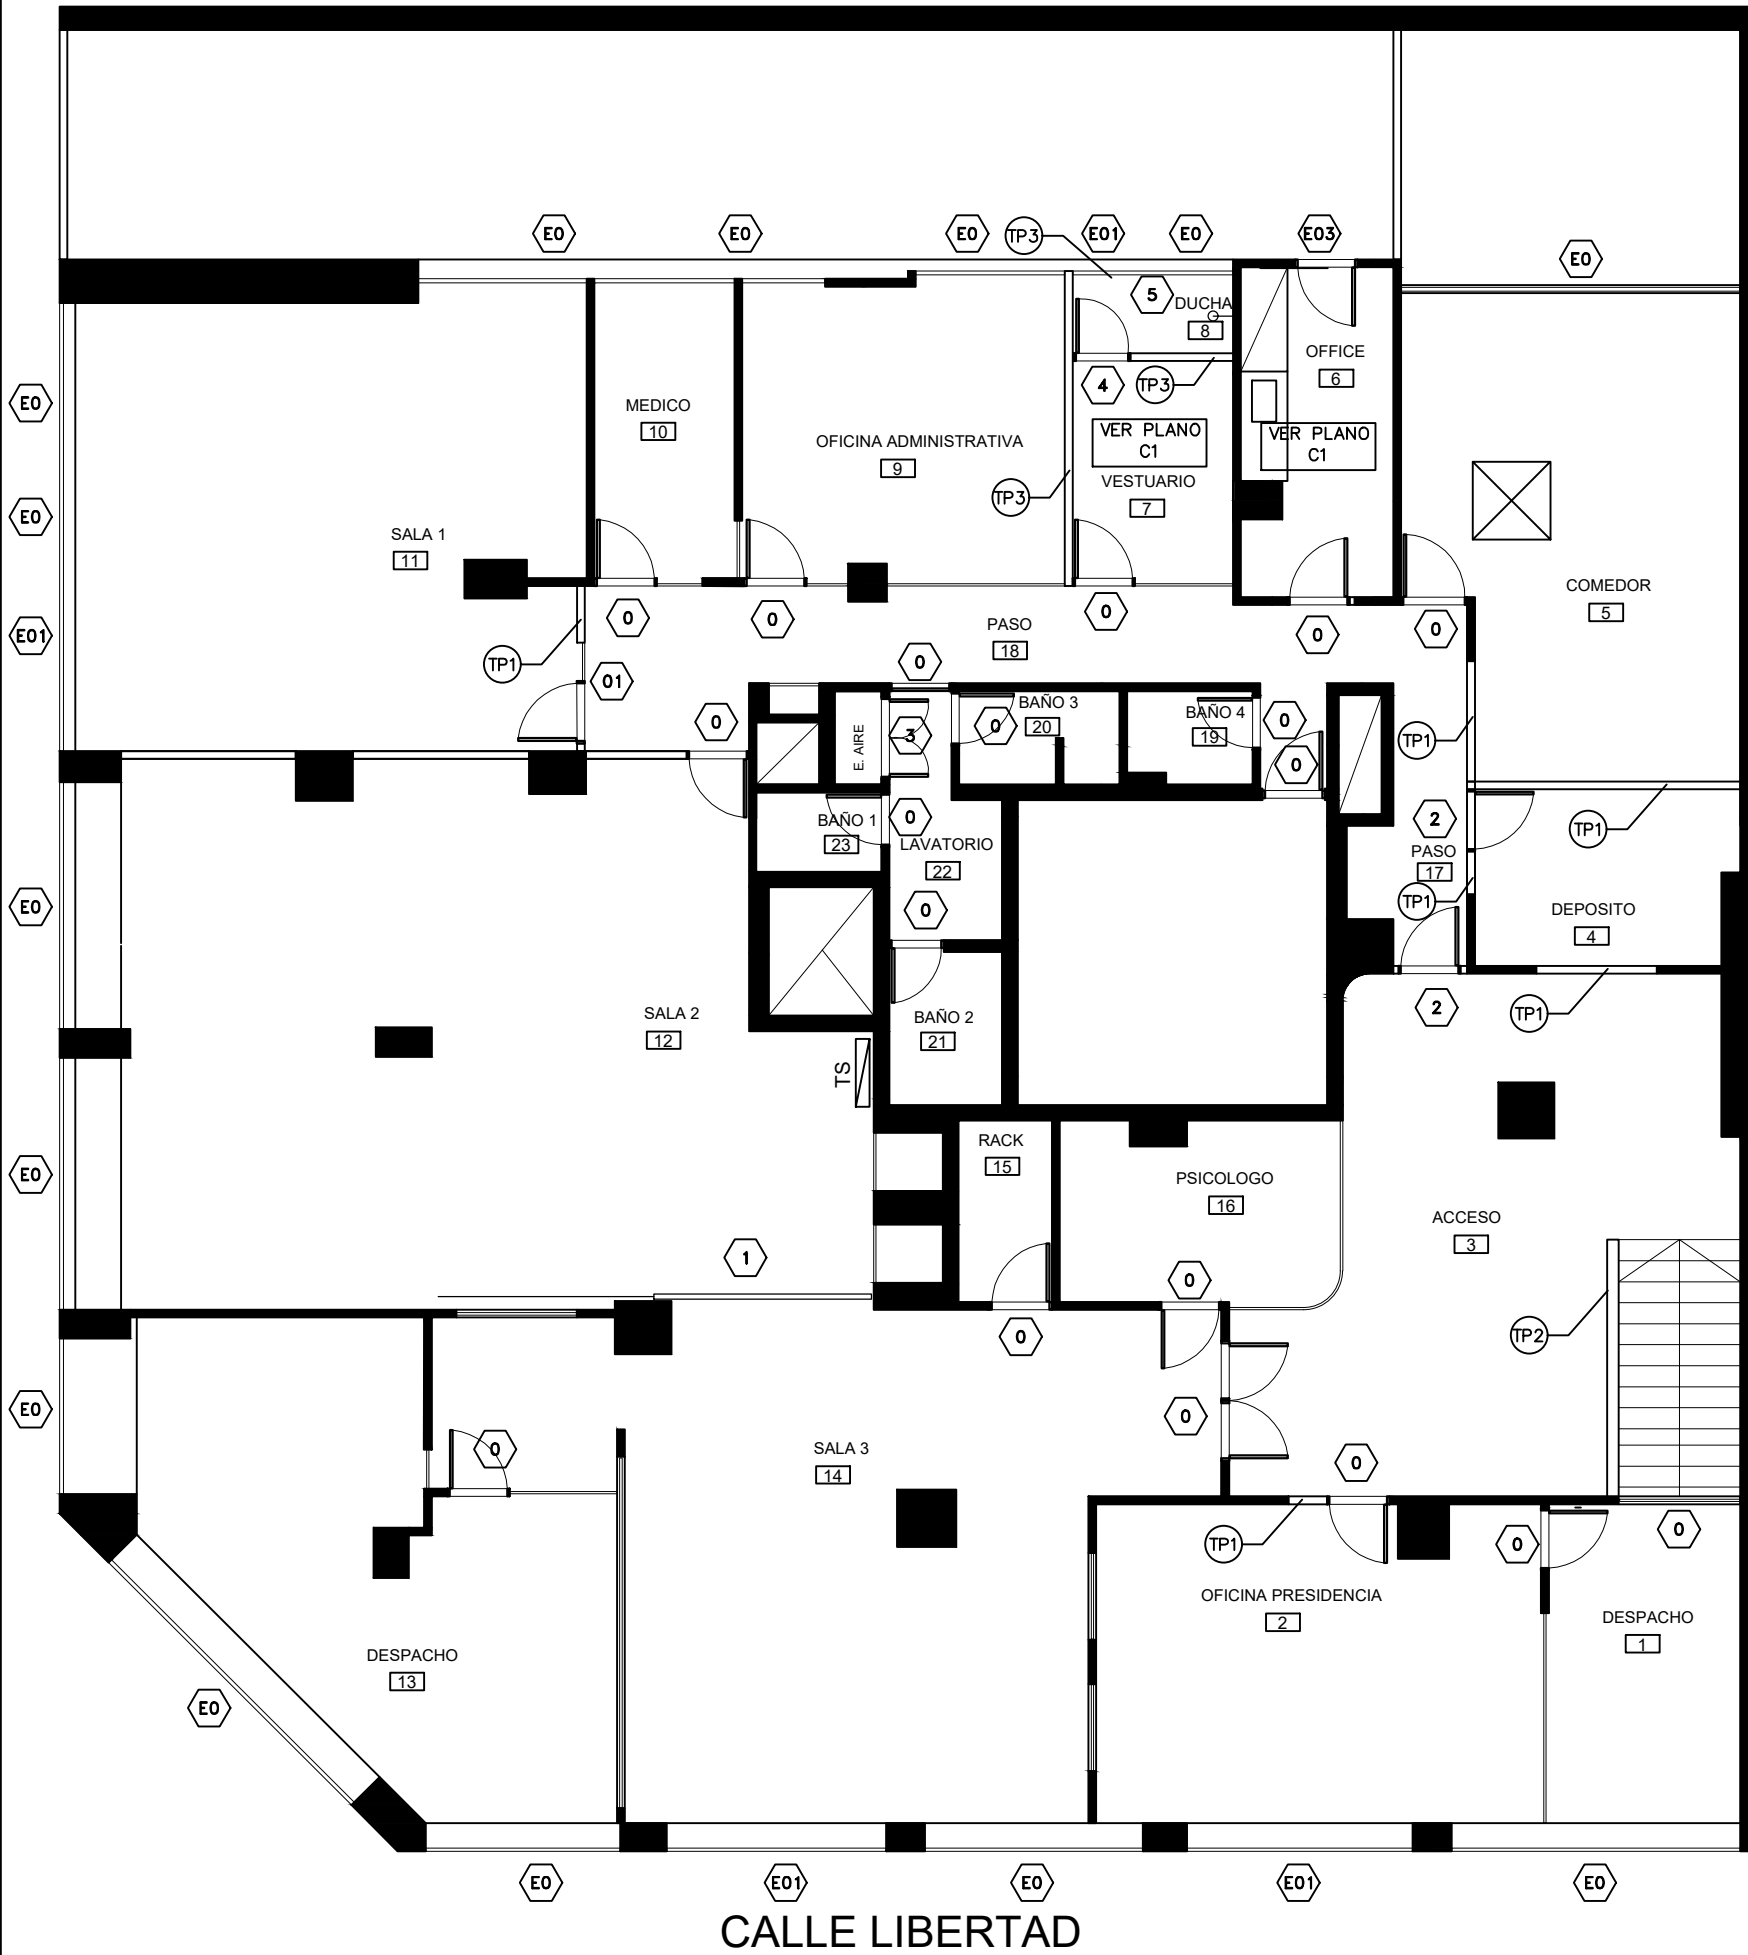 E0
E0
E0
TP3
E01
E0
E03
E0
5
DUCHA
8
OFFICE
6
4
TP3
E0
MEDICO
10
VER PLANO
C1
VER PLANO
C1
OFICINA ADMINISTRATIVA
9
VESTUARIO
7
TP3
E0
SALA 1
11
COMEDOR
5
0
0
0
PASO
18
0
0
E01
TP1
0
01
0
BAÑO 3
20
0
BAÑO 4
19
0
0
3
E. AIRE
TP1
0
BAÑO 1
23
0
LAVATORIO
22
2
PASO
17
TP1
TP1
E0
0
DEPOSITO
4
SALA 2
12
BAÑO 2
21
2
TP1
TS
RACK
15
PSICOLOGO
16
E0
ACCESO
3
1
0
0
TP2
E0
0
0
SALA 3
14
0
TP1
0
0
OFICINA PRESIDENCIA
2
DESPACHO
1
DESPACHO
13
E0
E0
E01
E0
E01
E0
CALLE LIBERTAD